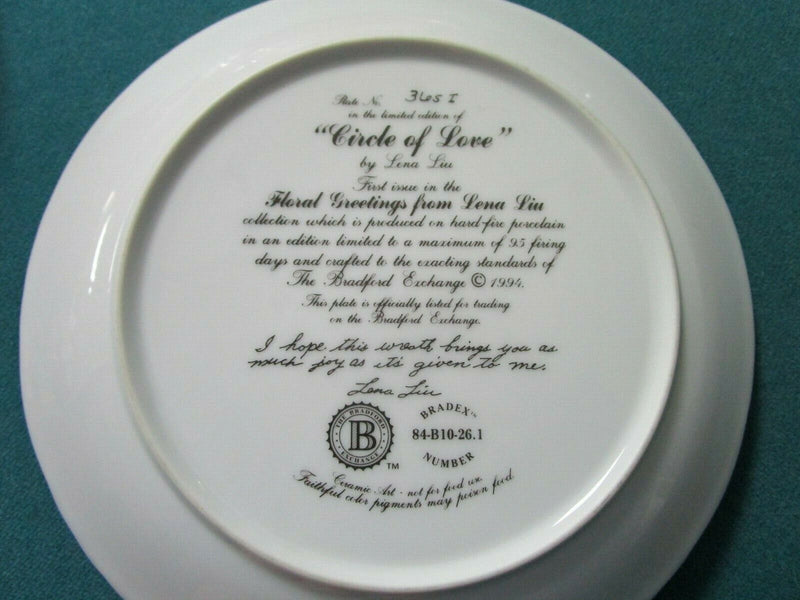 Plate No. 365 I
in the limited edition of
"Circle of Love"
by Lena Liu
First issue in the
Floral Greetings from Lena Liu
collection which is produced on hard-fire porcelain
in an edition limited to a maximum of 95 firing
days and crafted to the exacting standards of
The Bradford Exchange © 1994.
This plate is officially listed for trading
on the Bradford Exchange.
I hope this wreath brings you as
much joy as it's given to me.
Lena Liu
THE BRADFORD
B
EXCHANGE
TM
BRADEX™
84-B10-26.1
NUMBER
Ceramic Art - not for food use.
Faithful color pigments may poison food.